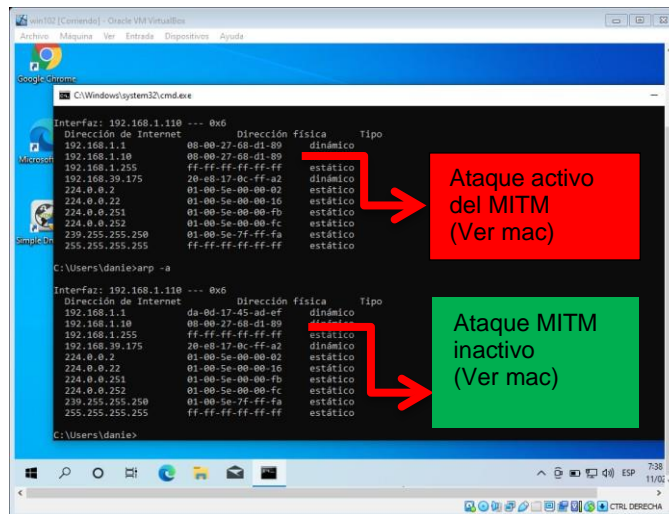 win102 [Corriendo] - Oracle VM VirtualBox
Archivo Máquina Ver Entrada Dispositivos Ayuda
Google Chrome
C:\Windows\system32\cmd.exe
Interfaz: 192.168.1.110 --- 0x6
Dirección de Internet Dirección física Tipo
192.168.1.1 08-00-27-68-d1-89 dinámico
192.168.1.10 08-00-27-68-d1-89
192.168.1.255 ff-ff-ff-ff-ff-ff estático
192.168.39.175 20-e8-17-0c-ff-a2 dinámico
224.0.0.2 01-00-5e-00-00-02 estático
224.0.0.22 01-00-5e-00-00-16 estático
224.0.0.251 01-00-5e-00-00-fb estático
224.0.0.252 01-00-5e-00-00-fc estático
239.255.255.250 01-00-5e-7f-ff-fa estático
255.255.255.255 ff-ff-ff-ff-ff-ff estático
Ataque activo
del MITM
(Ver mac)
C:\Users\danie>arp -a
Interfaz: 192.168.1.110 --- 0x6
Dirección de Internet Dirección física Tipo
192.168.1.1 da-0d-17-45-ad-ef dinámico
192.168.1.10 08-00-27-68-d1-89 dinámico
192.168.1.255 ff-ff-ff-ff-ff-ff estático
192.168.39.175 20-e8-17-0c-ff-a2 dinámico
224.0.0.2 01-00-5e-00-00-02 estático
224.0.0.22 01-00-5e-00-00-16 estático
224.0.0.251 01-00-5e-00-00-fb estático
224.0.0.252 01-00-5e-00-00-fc estático
239.255.255.250 01-00-5e-7f-ff-fa estático
255.255.255.255 ff-ff-ff-ff-ff-ff estático
Ataque MITM
inactivo
(Ver mac)
C:\Users\danie>
ESP
7:38
CTRL DERECHA